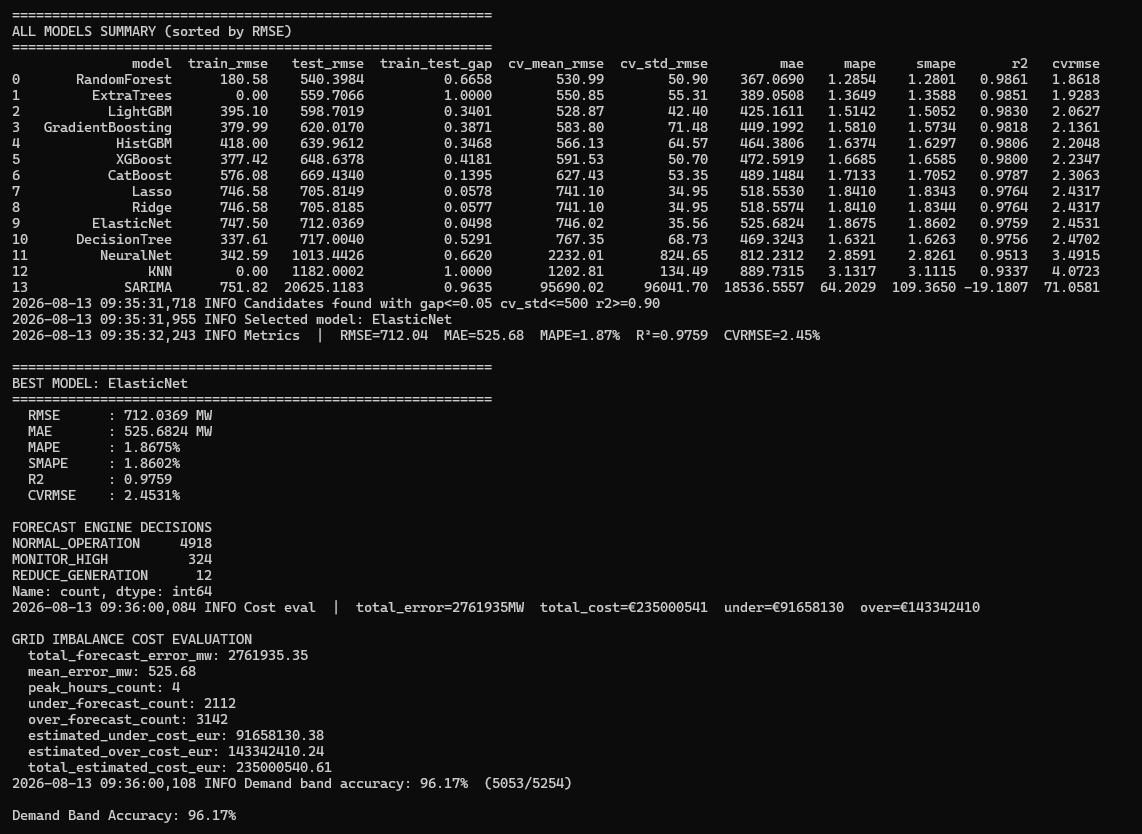 ============================================================
ALL MODELS SUMMARY (sorted by RMSE)
============================================================
model train_rmse test_rmse train_test_gap cv_mean_rmse cv_std_rmse mae mape smape r2 cvrmse
0 RandomForest 180.58 540.3984 0.6658 530.99 50.90 367.0690 1.2854 1.2801 0.9861 1.8618
1 ExtraTrees 0.00 559.7066 1.0000 550.85 55.31 389.0508 1.3649 1.3588 0.9851 1.9283
2 LightGBM 395.10 598.7019 0.3401 528.87 42.40 425.1611 1.5142 1.5052 0.9830 2.0627
3 GradientBoosting 379.99 620.0170 0.3871 583.80 71.48 449.1992 1.5810 1.5734 0.9818 2.1361
4 HistGBM 418.00 639.9612 0.3468 566.13 64.57 464.3806 1.6374 1.6297 0.9806 2.2048
5 XGBoost 377.42 648.6378 0.4181 591.53 50.70 472.5919 1.6685 1.6585 0.9800 2.2347
6 CatBoost 576.08 669.4340 0.1395 627.43 53.35 489.1484 1.7133 1.7052 0.9787 2.3063
7 Lasso 746.58 705.8149 0.0578 741.10 34.95 518.5530 1.8410 1.8343 0.9764 2.4317
8 Ridge 746.58 705.8185 0.0577 741.10 34.95 518.5574 1.8410 1.8344 0.9764 2.4317
9 ElasticNet 747.50 712.0369 0.0498 746.02 35.56 525.6824 1.8675 1.8602 0.9759 2.4531
10 DecisionTree 337.61 717.0040 0.5291 767.35 68.73 469.3243 1.6321 1.6263 0.9756 2.4702
11 NeuralNet 342.59 1013.4426 0.6620 2232.01 824.65 812.2312 2.8591 2.8261 0.9513 3.4915
12 KNN 0.00 1182.0002 1.0000 1202.81 134.49 889.7315 3.1317 3.1115 0.9337 4.0723
13 SARIMA 751.82 20625.1183 0.9635 95690.02 96041.70 18536.5557 64.2029 109.3650 -19.1807 71.0581
2026-08-13 09:35:31,718 INFO Candidates found with gap<=0.05 cv_std<=500 r2>=0.90
2026-08-13 09:35:31,955 INFO Selected model: ElasticNet
2026-08-13 09:35:32,243 INFO Metrics | RMSE=712.04 MAE=525.68 MAPE=1.87% R²=0.9759 CVRMSE=2.45%
============================================================
BEST MODEL: ElasticNet
============================================================
RMSE : 712.0369 MW
MAE : 525.6824 MW
MAPE : 1.8675%
SMAPE : 1.8602%
R2 : 0.9759
CVRMSE : 2.4531%
FORECAST ENGINE DECISIONS
NORMAL_OPERATION 4918
MONITOR_HIGH 324
REDUCE_GENERATION 12
Name: count, dtype: int64
2026-08-13 09:36:00,084 INFO Cost eval | total_error=2761935MW total_cost=€235000541 under=€91658130 over=€143342410
GRID IMBALANCE COST EVALUATION
total_forecast_error_mw: 2761935.35
mean_error_mw: 525.68
peak_hours_count: 4
under_forecast_count: 2112
over_forecast_count: 3142
estimated_under_cost_eur: 91658130.38
estimated_over_cost_eur: 143342410.24
total_estimated_cost_eur: 235000540.61
2026-08-13 09:36:00,108 INFO Demand band accuracy: 96.17% (5053/5254)
Demand Band Accuracy: 96.17%